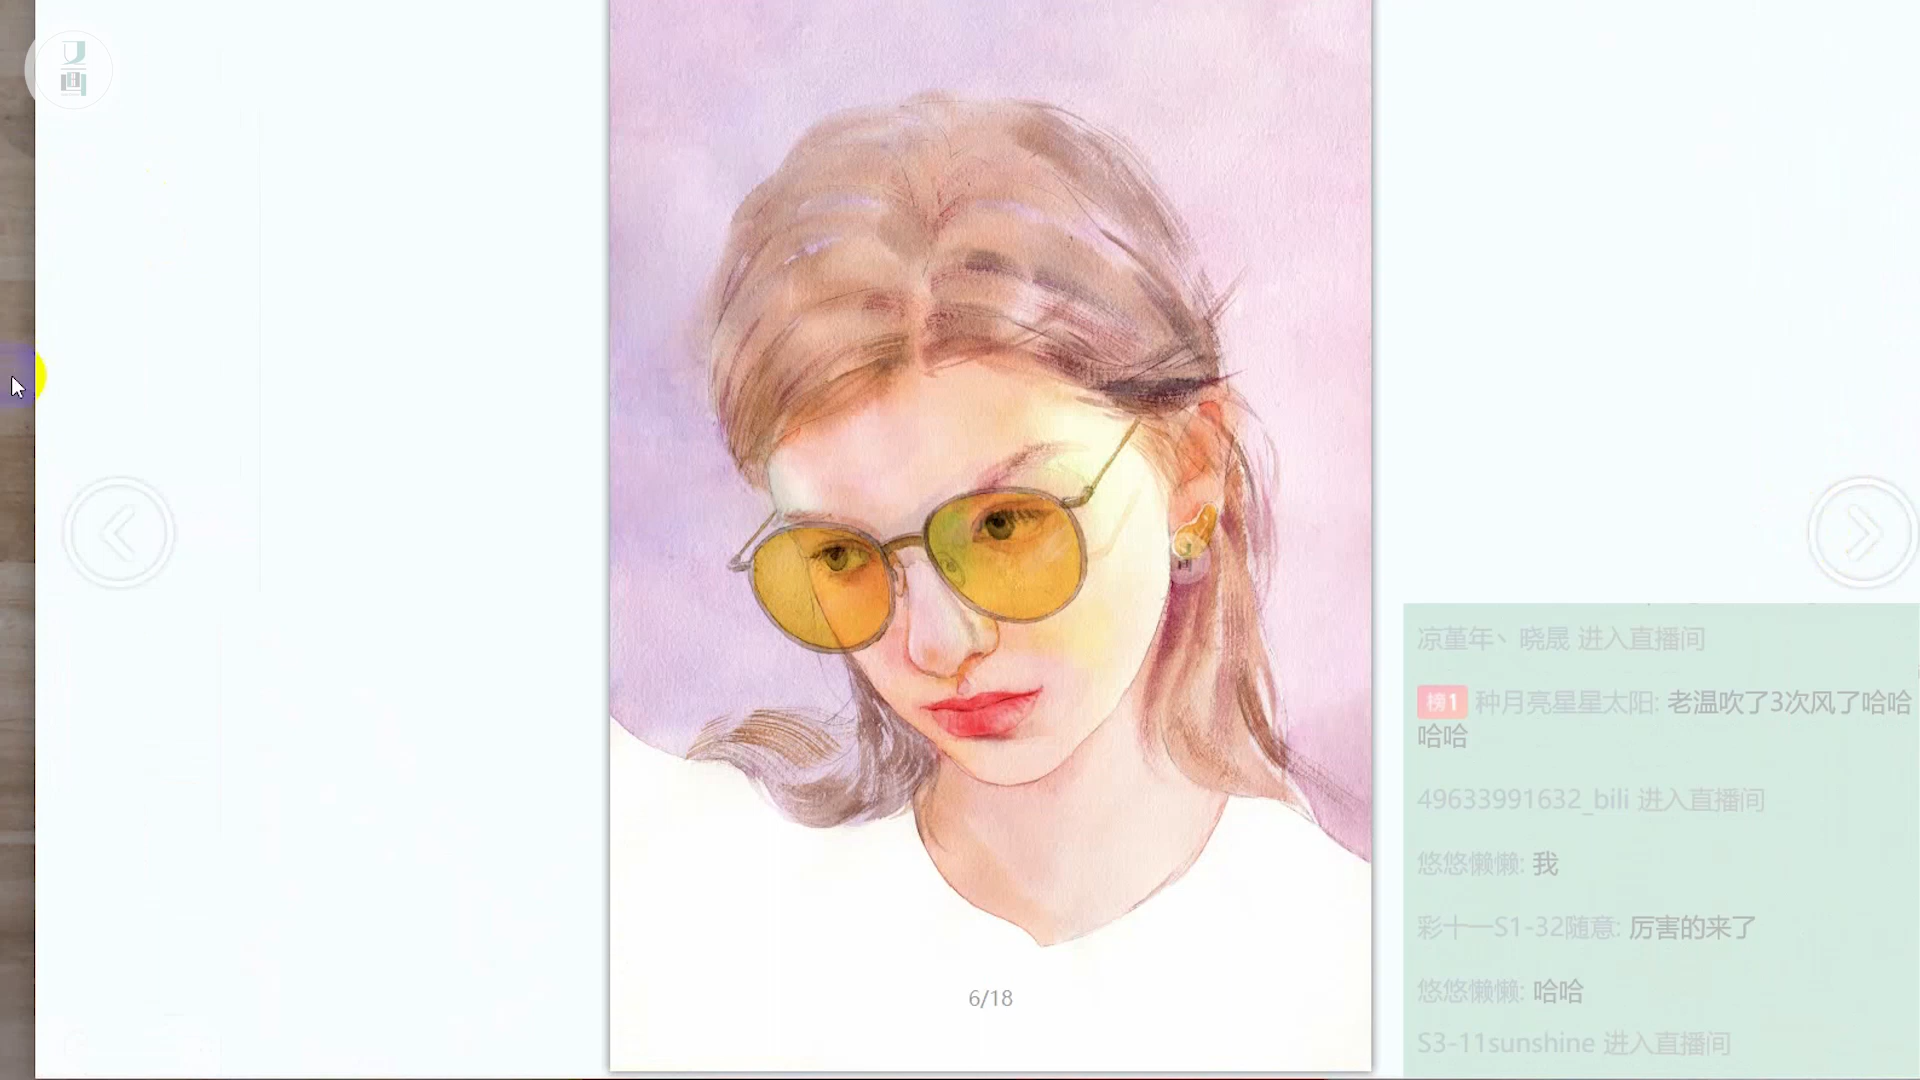 6/18
凉堇年丶晓晟 进入直播间
榜1 种月亮星星太阳: 老温吹了3次风了哈哈
哈哈
49633991632_bili 进入直播间
悠悠懒懒: 我
彩十一S1-32随意: 厉害的来了
悠悠懒懒: 哈哈
S3-11sunshine 进入直播间